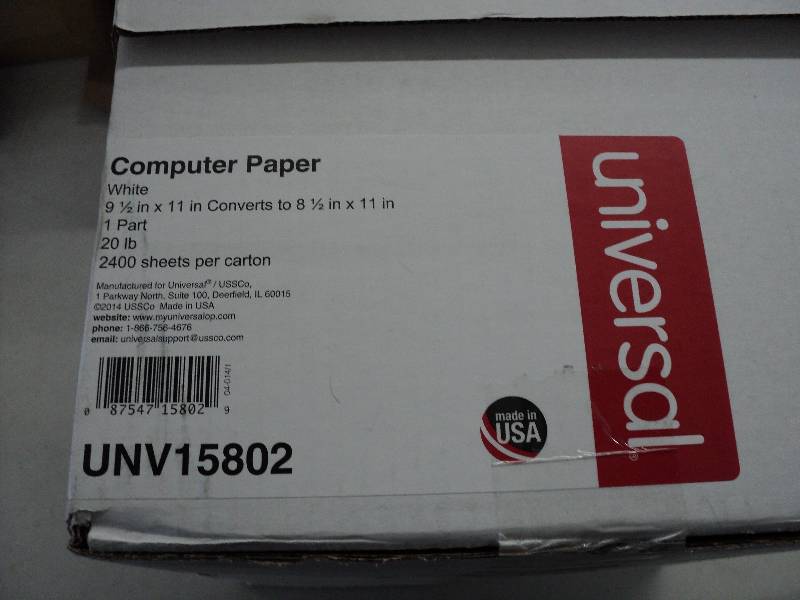 Computer Paper
White
9 ½ in x 11 in Converts to 8 ½ in x 11 in
1 Part
20 lb
2400 sheets per carton
Manufactured for Universal® / USSCo,
1 Parkway North, Suite 100, Deerfield, IL 60015
©2014 USSCo Made in USA
website: www.myuniversalop.com
phone: 1-866-756-4676
email: universalsupport@ussco.com
04-014/1
0 87547 15802 9
UNV15802
made in
USA
universal®